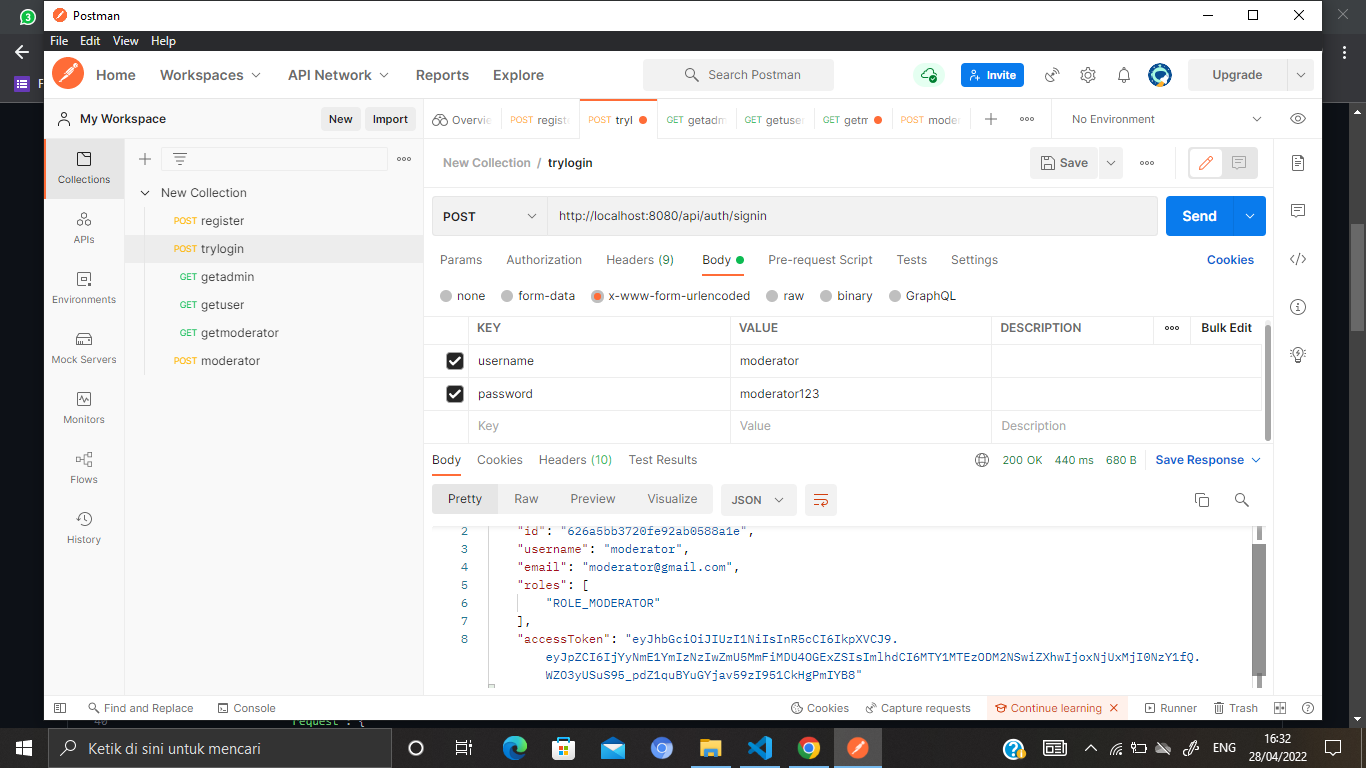 3
Postman
File Edit View Help
Home Workspaces API Network Reports Explore Search Postman Invite Upgrade
My Workspace New Import
Overvie POST regist POST tryl GET getadm GET getuse GET getm POST mode No Environment
New Collection / trylogin Save
Collections
APIs
Environments
Mock Servers
Monitors
Flows
History
New Collection
POST register
POST trylogin
GET getadmin
GET getuser
GET getmoderator
POST moderator
POST http://localhost:8080/api/auth/signin Send
Params Authorization Headers (9) Body Pre-request Script Tests Settings Cookies
none form-data x-www-form-urlencoded raw binary GraphQL
KEY VALUE DESCRIPTION Bulk Edit
username moderator
password moderator123
Key Value Description
Body Cookies Headers (10) Test Results 200 OK 440 ms 680 B Save Response
Pretty Raw Preview Visualize JSON
2 "id": "626a5bb3720fe92ab0588a1e",
3 "username": "moderator",
4 "email": "moderator@gmail.com",
5 "roles": [
6 "ROLE_MODERATOR"
7 ],
8 "accessToken": "eyJhbGciOiJIUzI1NiIsInR5cCI6IkpXVCJ9.
eyJpZCI6IjYyNmE1YmIzNzIwZmU5MmFiMDU4OGExZSIsImlhdCI6MTY1MTEzODM2NSwiZXhwIjoxNjUxMjI0NzY1fQ.
WZO3yUSuS95_pdZ1quBYuGYjav59zI951CkHgPmIYB8"
Find and Replace Console Cookies Capture requests Continue learning Runner Trash
40 "request": {
Ketik di sini untuk mencari
ENG
16:32
28/04/2022